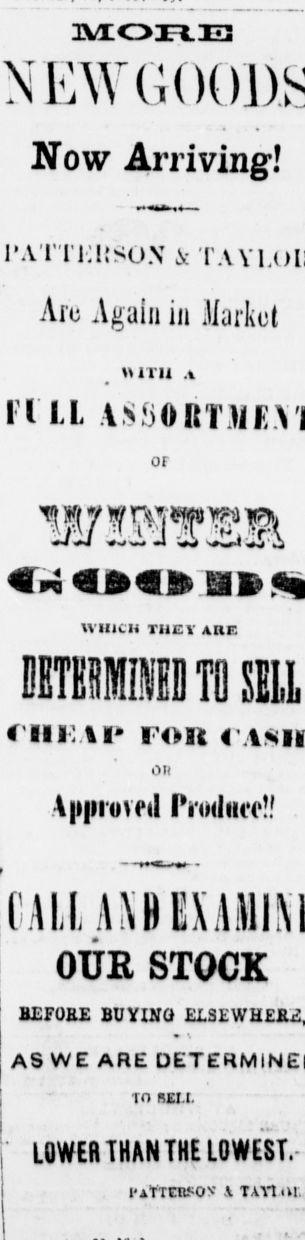 MORE
NEW GOODS
Now Arriving!
PATTERSON & TAYLOR
Are Again in Market
WITH A
FULL ASSORTMENT
OF
WINTER
GOODS
WHICH THEY ARE
DETERMINED TO SELL
CHEAP FOR CASH
OR
Approved Produce!!
CALL AND EXAMINE
OUR STOCK
BEFORE BUYING ELSEWHERE,
AS WE ARE DETERMINED
TO SELL
LOWER THAN THE LOWEST.
PATTERSON & TAYLOR.